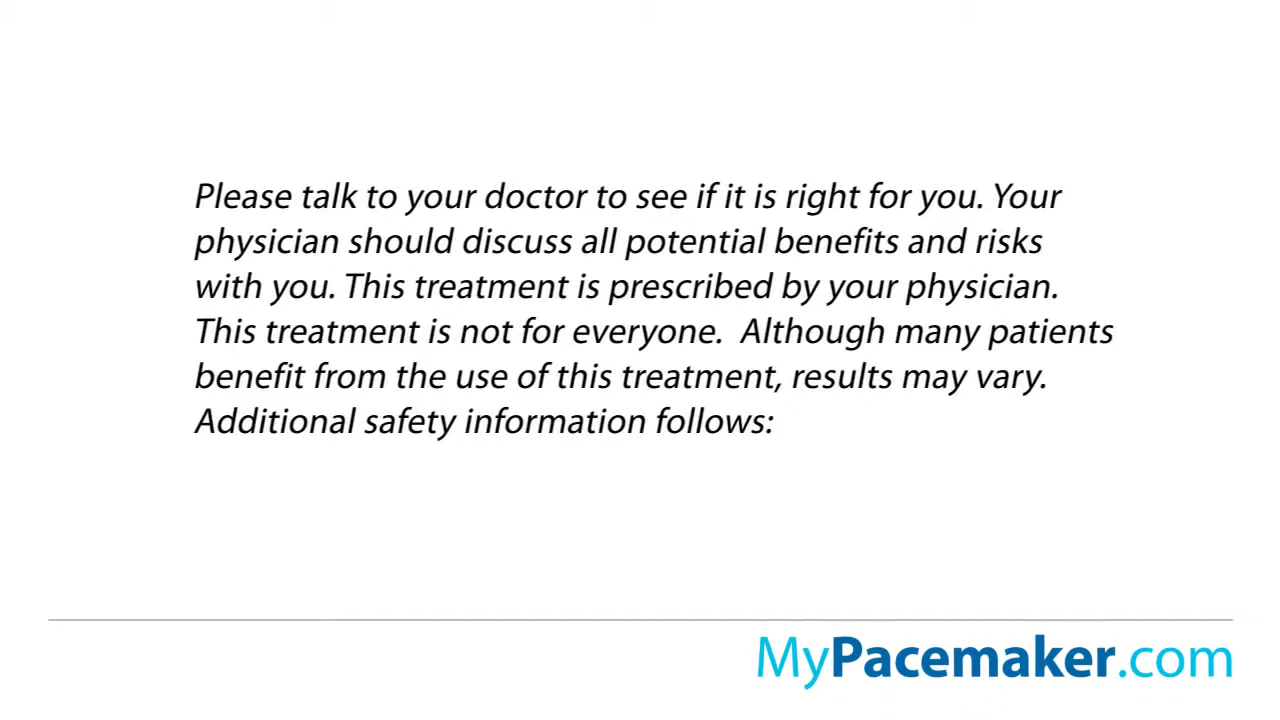 Please talk to your doctor to see if it is right for you. Your
physician should discuss all potential benefits and risks
with you. This treatment is prescribed by your physician.
This treatment is not for everyone.  Although many patients
benefit from the use of this treatment, results may vary.
Additional safety information follows:
MyPacemaker.com